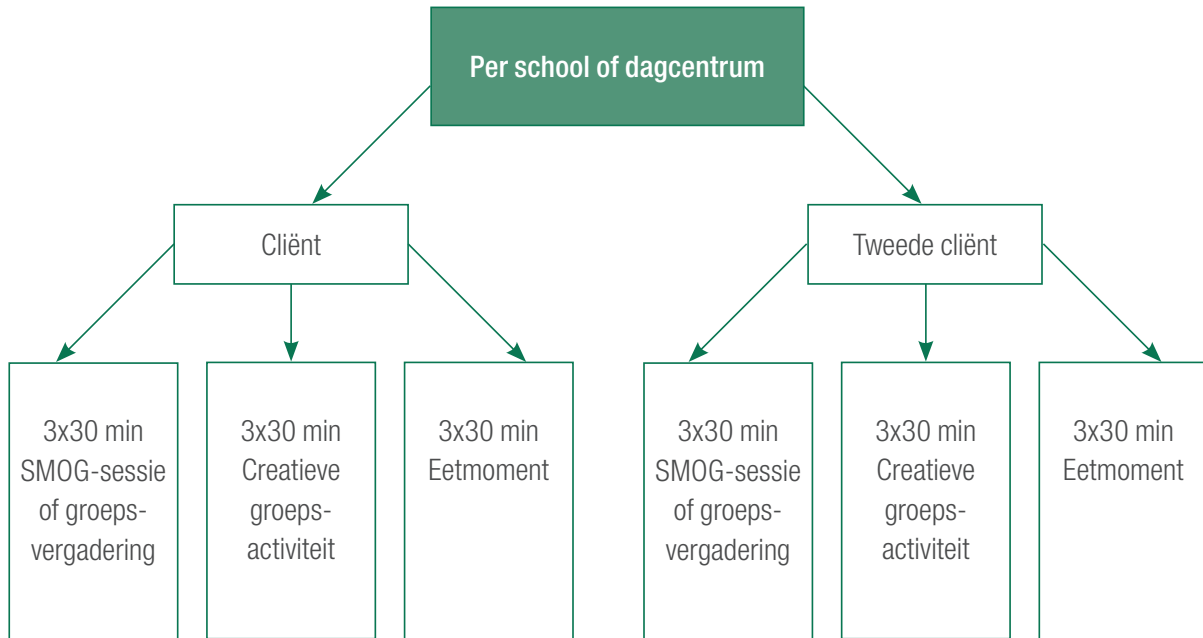 Per school of dagcentrum
Cliënt
Tweede cliënt
3x30 min
SMOG-sessie
of groeps-
vergadering
3x30 min
Creatieve
groeps-
activiteit
3x30 min
Eetmoment
3x30 min
SMOG-sessie
of groeps-
vergadering
3x30 min
Creatieve
groeps-
activiteit
3x30 min
Eetmoment